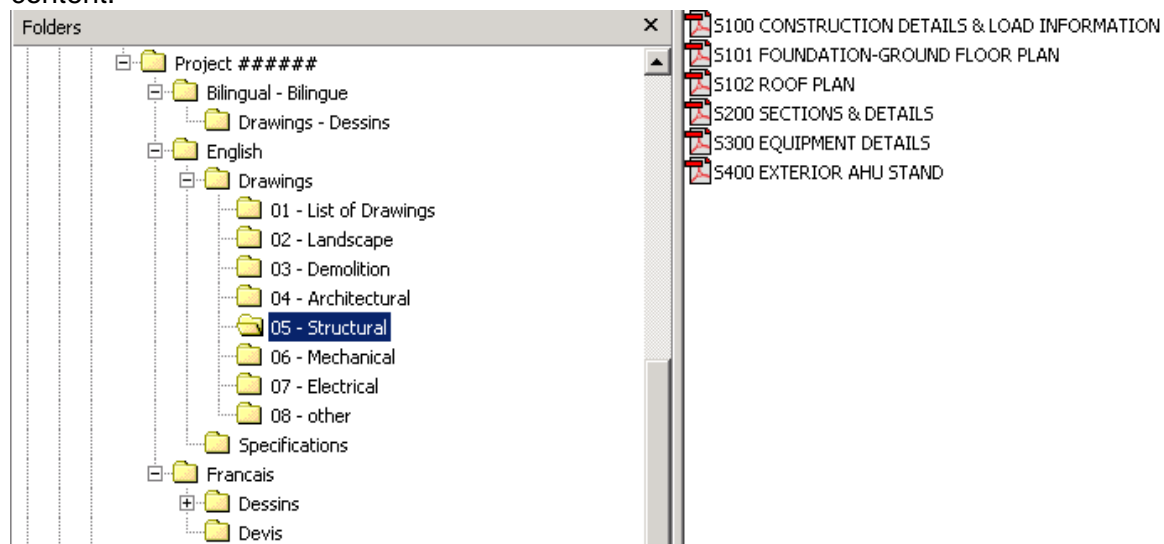 content.
Folders
Project ######
Bilingual - Bilingue
Drawings - Dessins
English
Drawings
01 - List of Drawings
02 - Landscape
03 - Demolition
04 - Architectural
05 - Structural
06 - Mechanical
07 - Electrical
08 - other
Specifications
Francais
Dessins
Devis
S100 CONSTRUCTION DETAILS & LOAD INFORMATION
S101 FOUNDATION-GROUND FLOOR PLAN
S102 ROOF PLAN
S200 SECTIONS & DETAILS
S300 EQUIPMENT DETAILS
S400 EXTERIOR AHU STAND